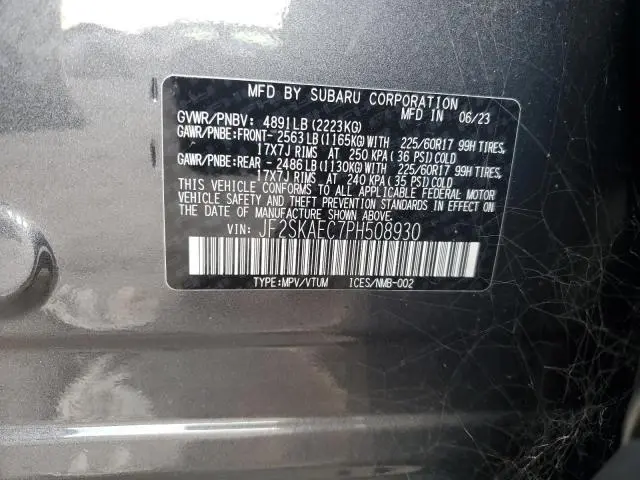 MFD BY SUBARU CORPORATION
MFD IN 06/23
GVWR/PNBV: 4891LB(2223KG)
GAWR/PNBE:FRONT- 2563LB(1165KG)WITH 225/60R17 99H TIRES,
17X7J RIMS AT 250 KPA(36 PSI)COLD
GAWR/PNBE:REAR - 2486LB(1130KG)WITH 225/60R17 99H TIRES,
17X7J RIMS AT 240 KPA(35 PSI)COLD
THIS VEHICLE CONFORMS TO ALL APPLICABLE FEDERAL MOTOR
VEHICLE SAFETY AND THEFT PREVENTION STANDARDS IN EFFECT ON
THE DATE OF MANUFACTURE SHOWN ABOVE.
VIN: JF2SKAEC7PH508930
TYPE:MPV/VTUM ICES/NMB-002